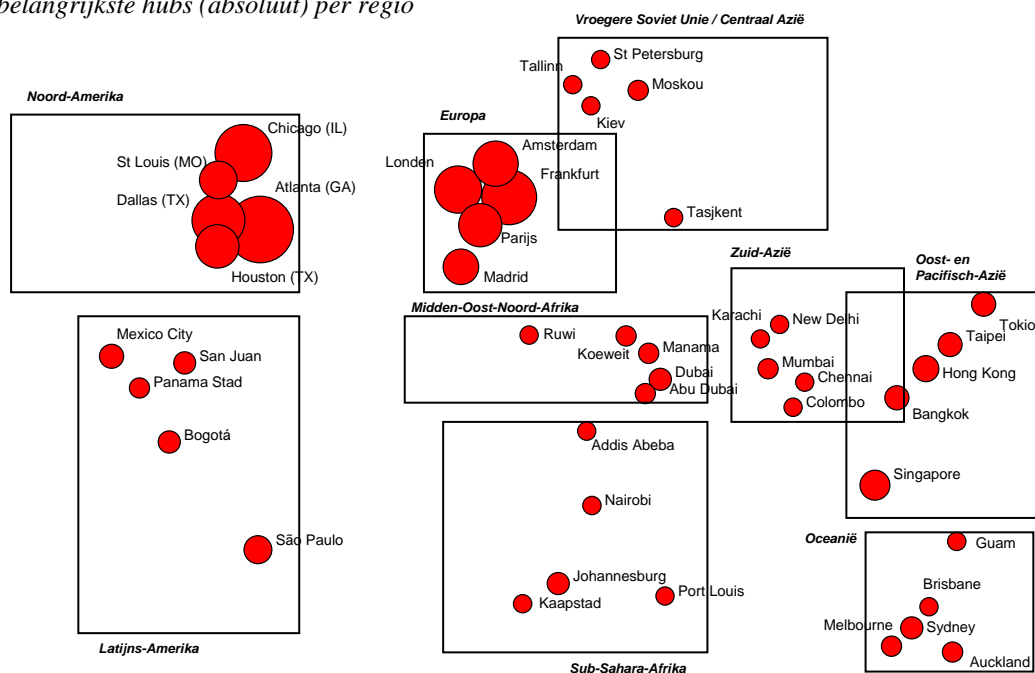 belangrijkste hubs (absoluut) per regio
Vroegere Soviet Unie / Centraal Azië
St Petersburg
Tallinn
Moskou
Kiev
Tasjkent
Noord-Amerika
Chicago (IL)
St Louis (MO)
Atlanta (GA)
Dallas (TX)
Houston (TX)
Europa
Amsterdam
Londen
Frankfurt
Parijs
Madrid
Zuid-Azië
Karachi
New Delhi
Mumbai
Chennai
Colombo
Oost- en
Pacifisch-Azië
Tokio
Taipei
Hong Kong
Bangkok
Singapore
Midden-Oost-Noord-Afrika
Ruwi
Koeweit
Manama
Dubai
Abu Dubai
Mexico City
San Juan
Panama Stad
Bogotá
São Paulo
Latijns-Amerika
Addis Abeba
Nairobi
Johannesburg
Kaapstad
Port Louis
Sub-Sahara-Afrika
Oceanië
Guam
Brisbane
Melbourne
Sydney
Auckland